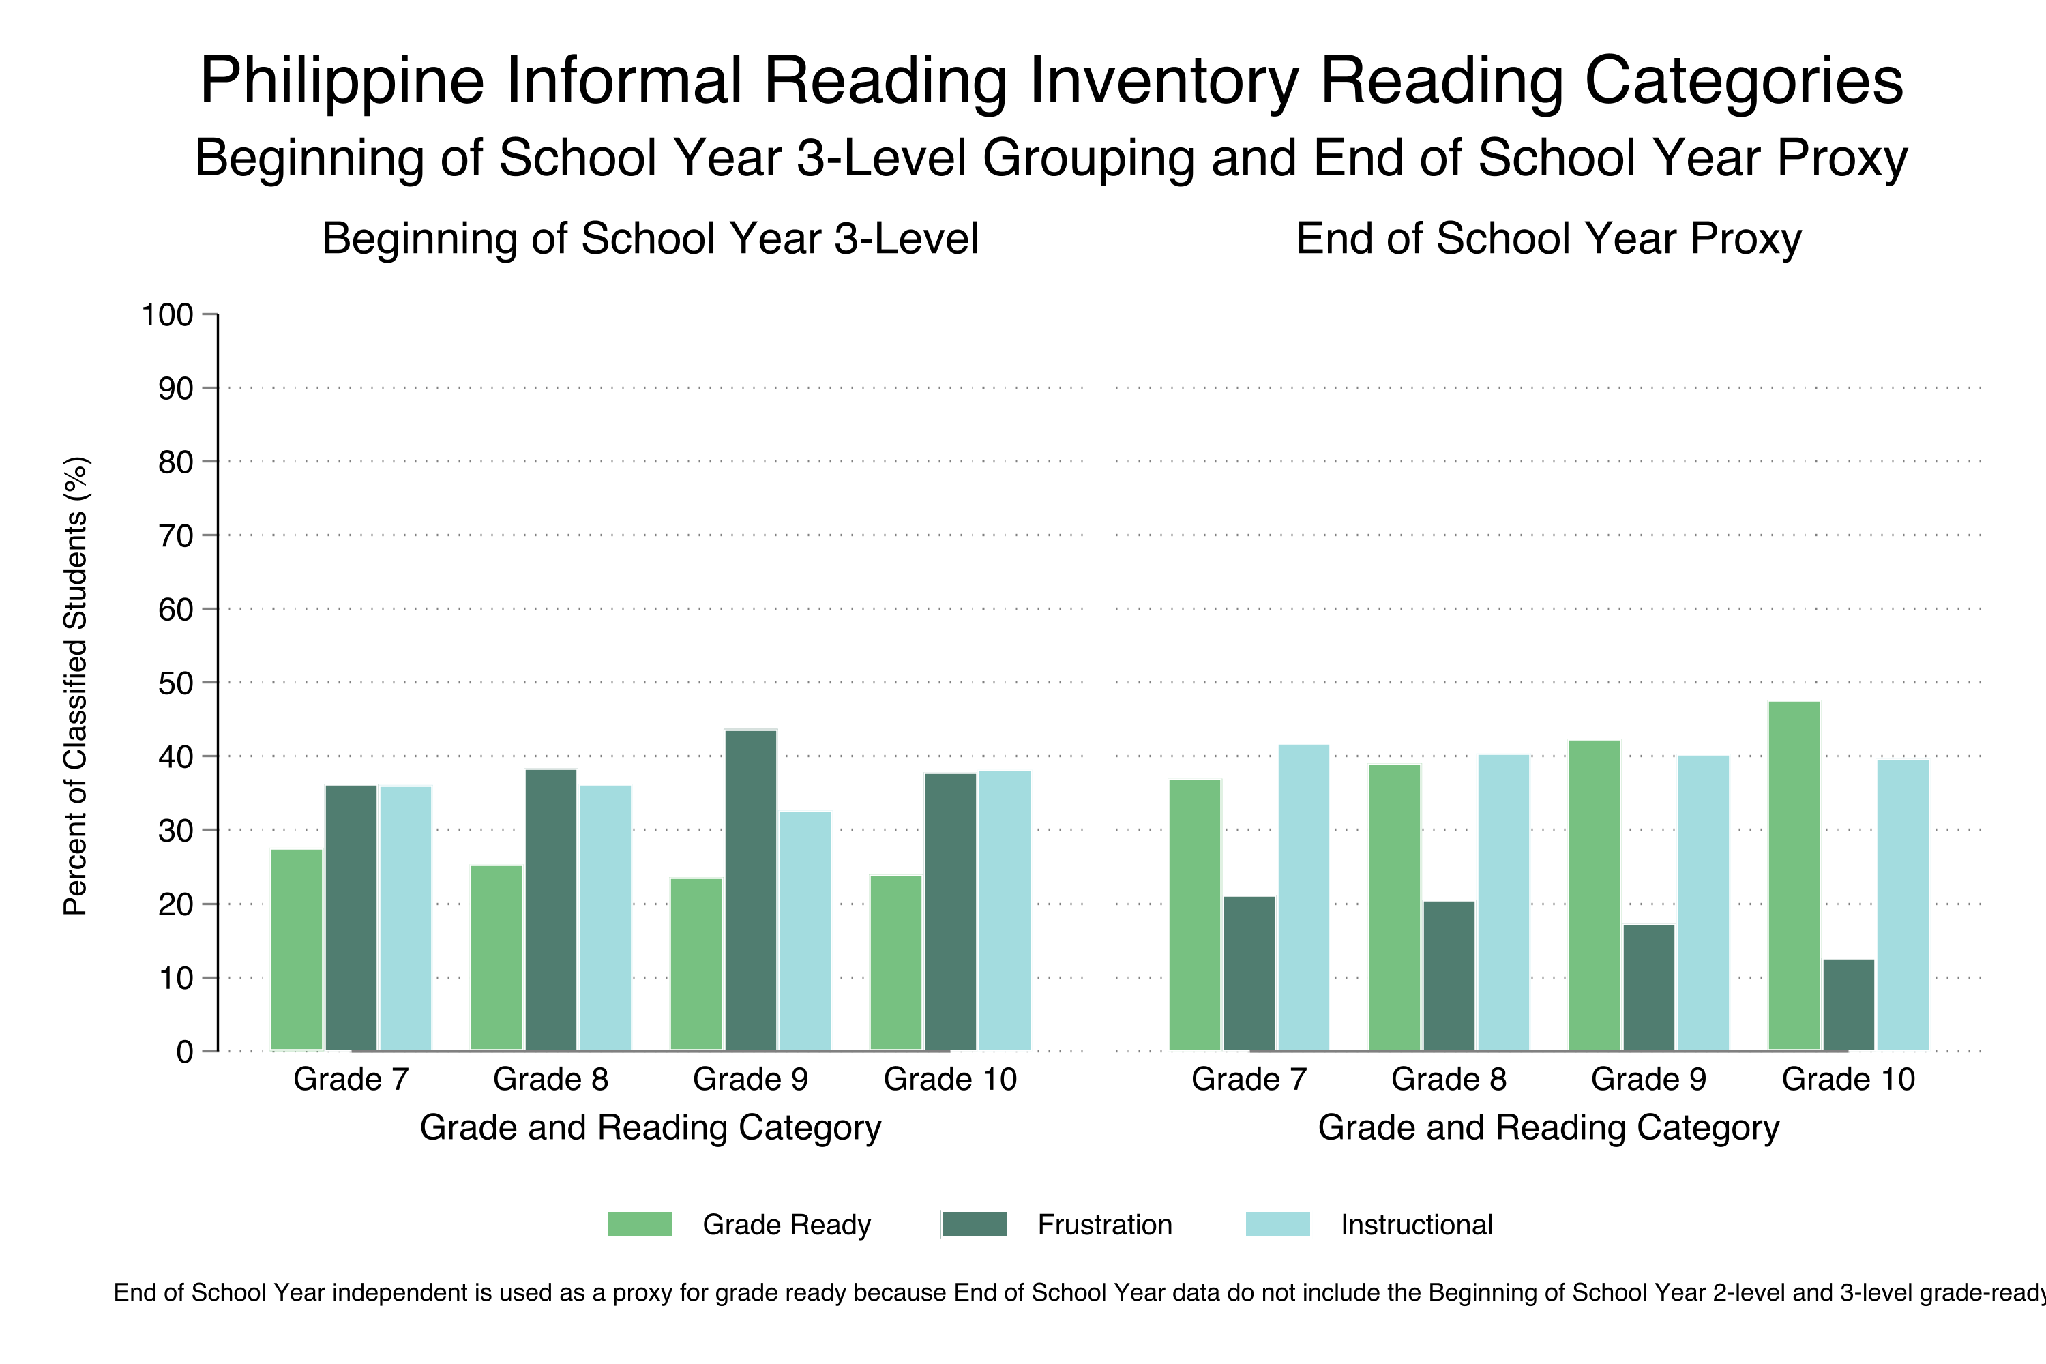 Philippine Informal Reading Inventory Reading Categories
Beginning of School Year 3-Level Grouping and End of School Year Proxy
Beginning of School Year 3-Level
End of School Year Proxy
Percent of Classified Students (%)
100
90
80
70
60
50
40
30
20
10
0
Grade 7 Grade 8 Grade 9 Grade 10
Grade and Reading Category
Grade 7 Grade 8 Grade 9 Grade 10
Grade and Reading Category
Grade Ready Frustration Instructional
End of School Year independent is used as a proxy for grade ready because End of School Year data do not include the Beginning of School Year 2-level and 3-level grade-ready